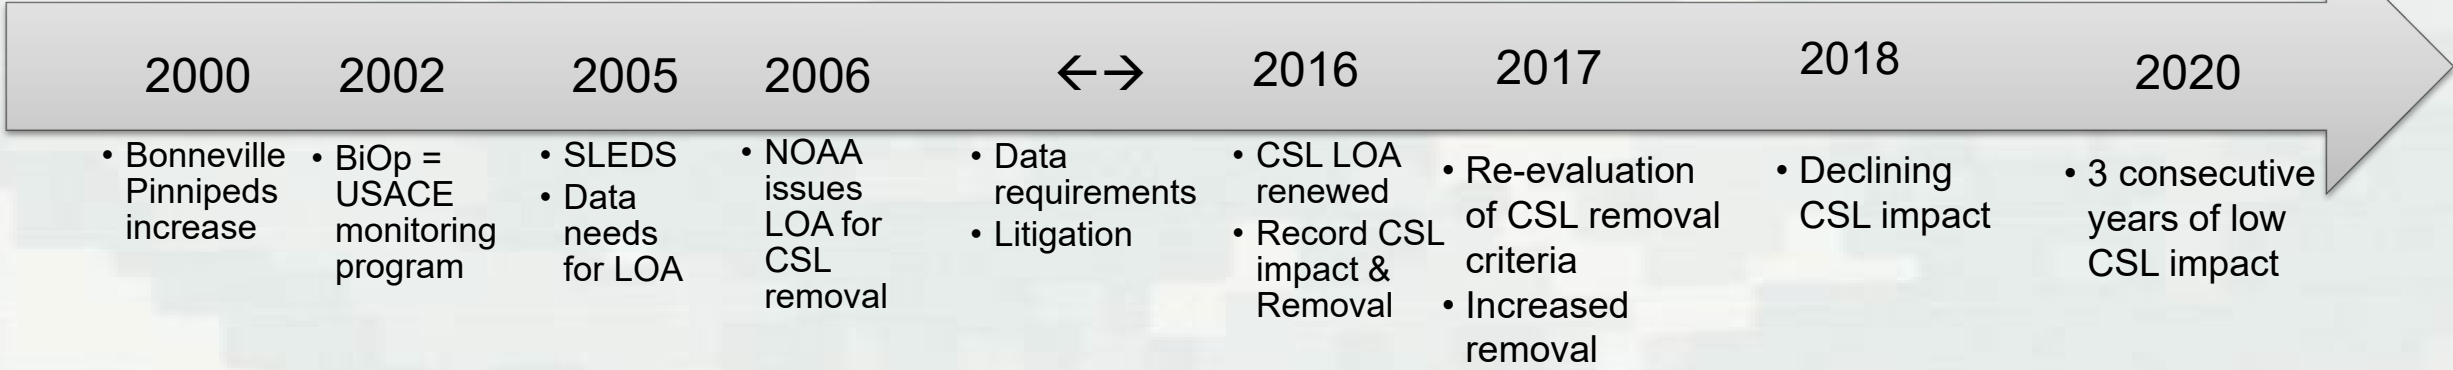 2000
• Bonneville
Pinnipeds
increase
2002
• BiOp =
USACE
monitoring
program
2005
• SLEDS
• Data
needs
for LOA
2006
• NOAA
issues
LOA for
CSL
removal
←→
• Data
requirements
• Litigation
2016
• CSL LOA
renewed
• Record CSL
impact &
Removal
2017
• Re-evaluation
of CSL removal
criteria
• Increased
removal
2018
• Declining
CSL impact
2020
• 3 consecutive
years of low
CSL impact